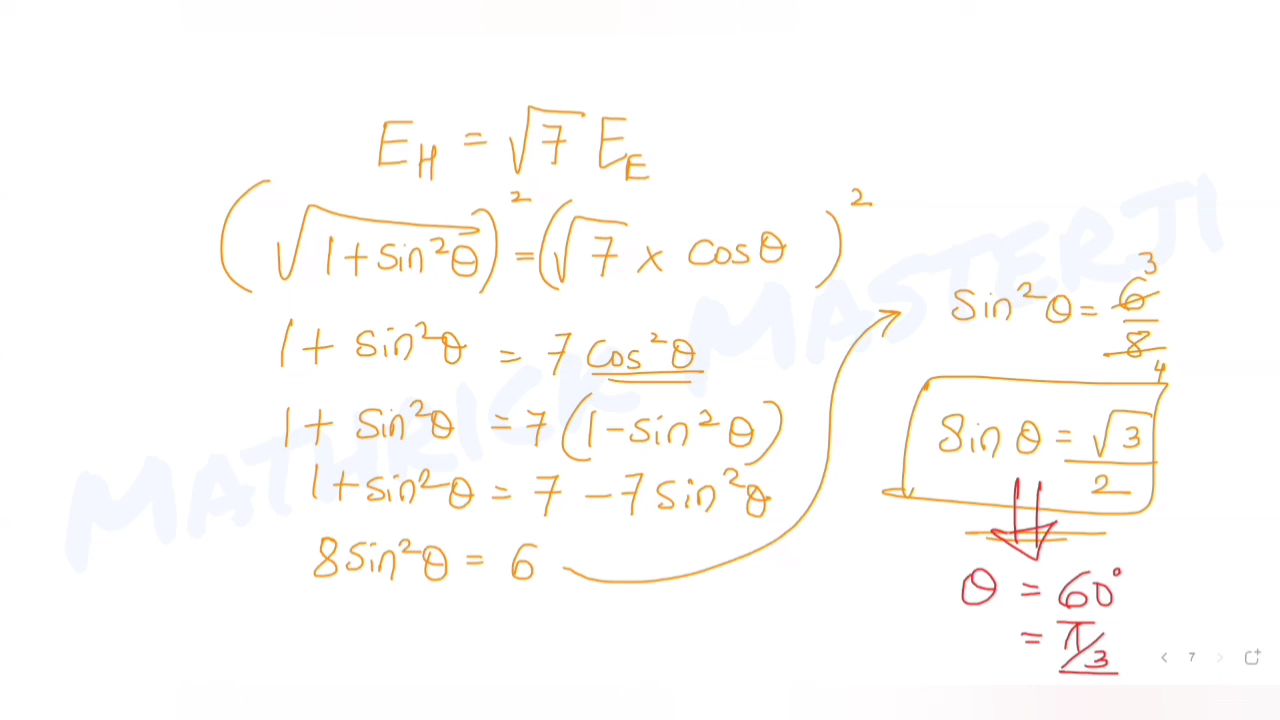 E_H = √7 E_E
(√(1+sin²θ))² = (√7 × cosθ)²
1+ sin²θ = 7 cos²θ
1+ sin²θ = 7(1-sin²θ)
1+sin²θ = 7 - 7sin²θ
8sin²θ = 6
sin²θ = 6/8
3
4
sin θ = √3/2
θ = 60°
= π/3
MATHRICK MASTERJI
7